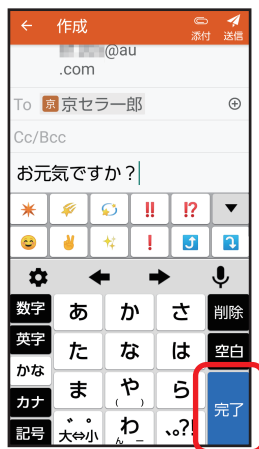 作成
添付 送信
@au
.com
To 京 京セラ一郎
Cc/Bcc
お元気ですか？
‼ ⁉
!
数字 あ か さ 削除
英字 た な は 空白
かな
カナ ま や ( ) ら 完了
記号 ゛゜大⇔小 わ ん ー 、。?!